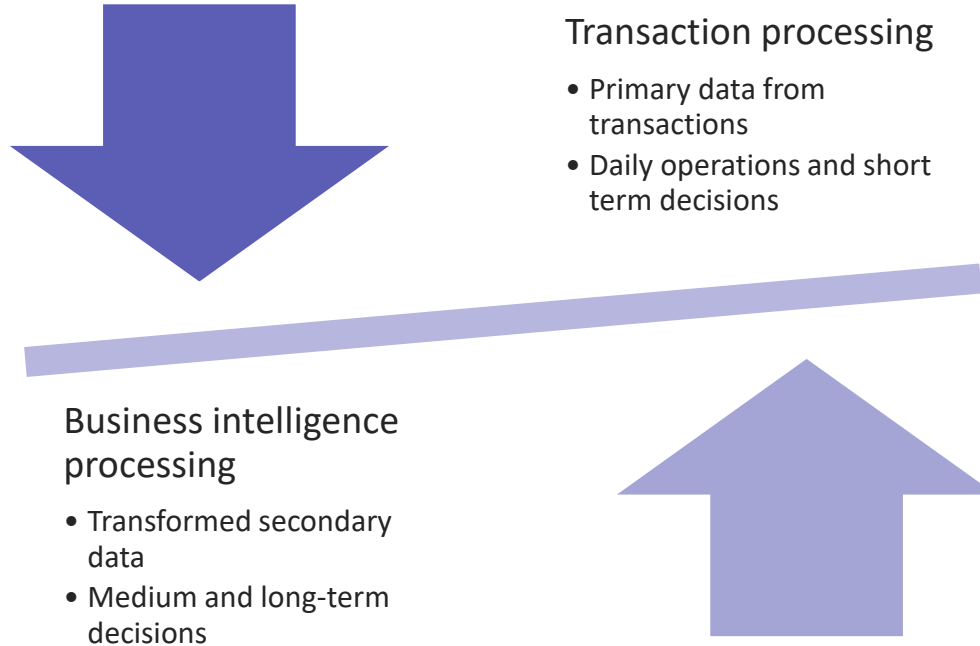 Transaction processing
• Primary data from
transactions
• Daily operations and short
term decisions
Business intelligence
processing
• Transformed secondary
data
• Medium and long-term
decisions